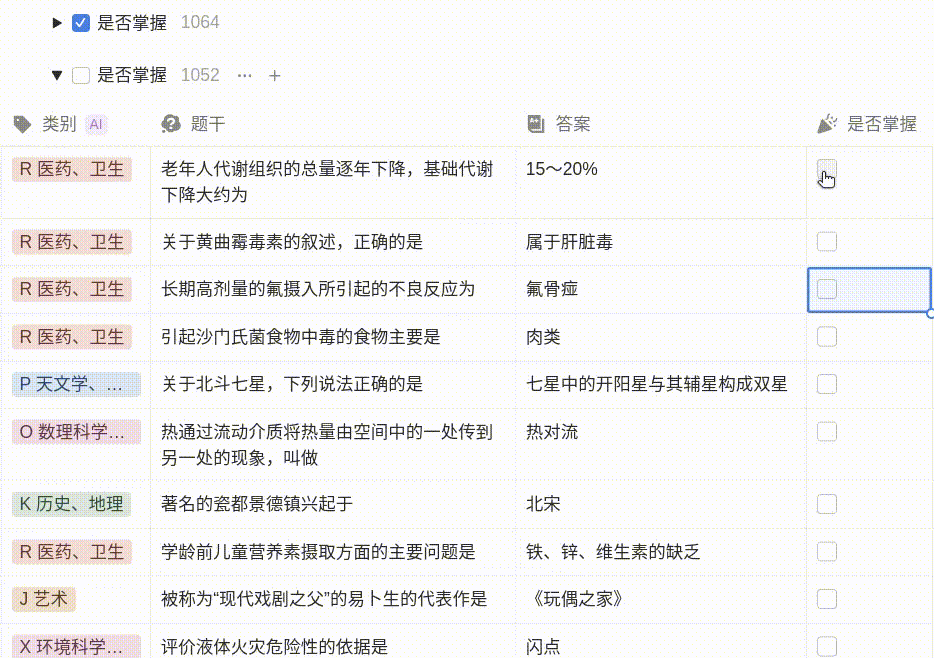 是否掌握 1064
是否掌握 1052 ··· +
类别 AI 题干 答案 是否掌握
R 医药、卫生 老年人代谢组织的总量逐年下降，基础代谢 15～20%
下降大约为
R 医药、卫生 关于黄曲霉毒素的叙述，正确的是 属于肝脏毒
R 医药、卫生 长期高剂量的氟摄入所引起的不良反应为 氟骨症
R 医药、卫生 引起沙门氏菌食物中毒的食物主要是 肉类
P 天文学、… 关于北斗七星，下列说法正确的是 七星中的开阳星与其辅星构成双星
O 数理科学… 热通过流动介质将热量由空间中的一处传到 热对流
另一处的现象，叫做
K 历史、地理 著名的瓷都景德镇兴起于 北宋
R 医药、卫生 学龄前儿童营养素摄取方面的主要问题是 铁、锌、维生素的缺乏
J 艺术 被称为“现代戏剧之父”的易卜生的代表作是 《玩偶之家》
X 环境科学… 评价液体火灾危险性的依据是 闪点